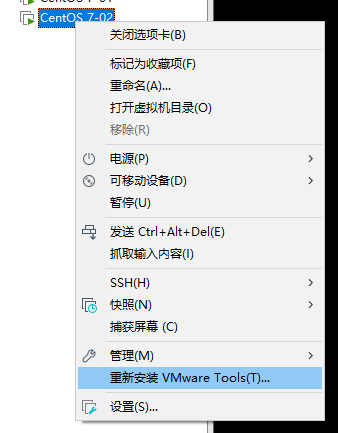 CentOS 7-02
关闭选项卡(B)
标记为收藏项(F)
重命名(A)...
打开虚拟机目录(O)
移除(R)
电源(P)
可移动设备(D)
暂停(U)
发送 Ctrl+Alt+Del(E)
抓取输入内容(I)
SSH(H)
快照(N)
捕获屏幕 (C)
管理(M)
重新安装 VMware Tools(T)...
设置(S)...